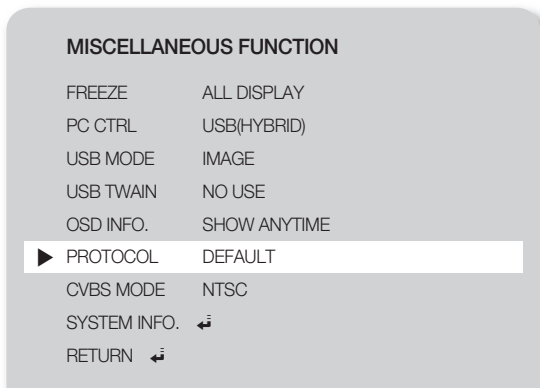 MISCELLANEOUS FUNCTION
FREEZE ALL DISPLAY
PC CTRL USB(HYBRID)
USB MODE IMAGE
USB TWAIN NO USE
OSD INFO. SHOW ANYTIME
▶ PROTOCOL DEFAULT
CVBS MODE NTSC
SYSTEM INFO. ↵
RETURN ↵